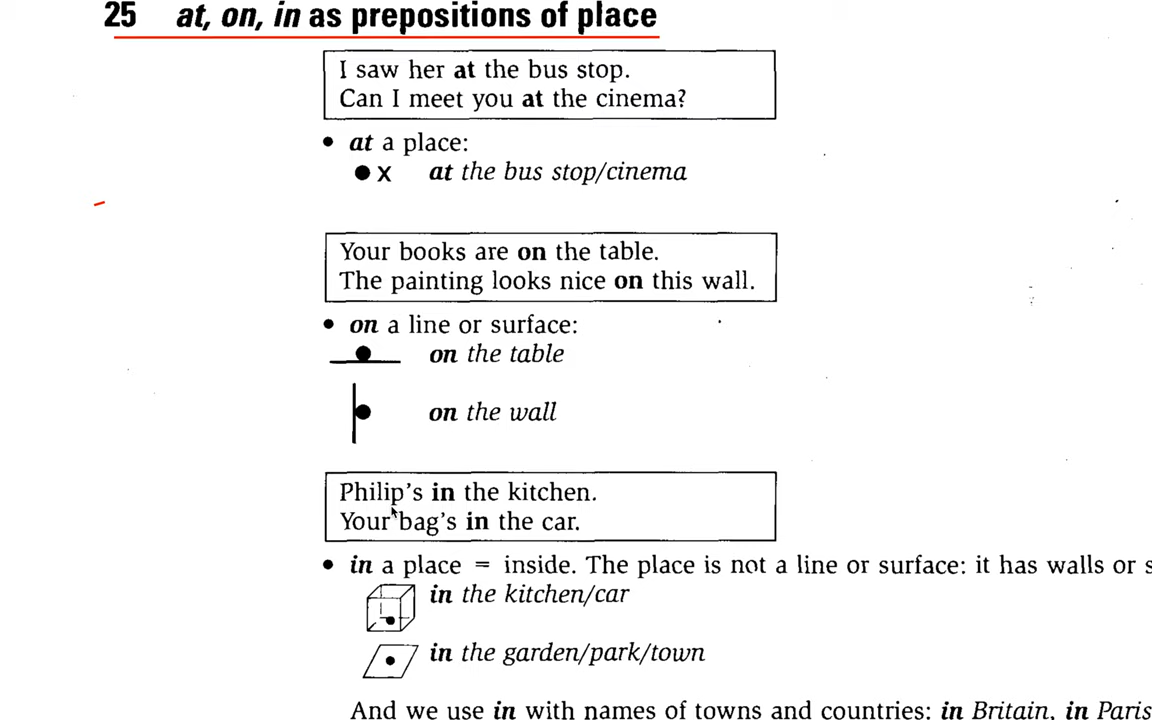 25 at, on, in as prepositions of place
I saw her at the bus stop.
Can I meet you at the cinema?
• at a place:
x at the bus stop/cinema
Your books are on the table.
The painting looks nice on this wall.
• on a line or surface:
on the table
on the wall
Philip's in the kitchen.
Your bag's in the car.
• in a place = inside. The place is not a line or surface: it has walls or s
in the kitchen/car
in the garden/park/town
And we use in with names of towns and countries: in Britain, in Paris